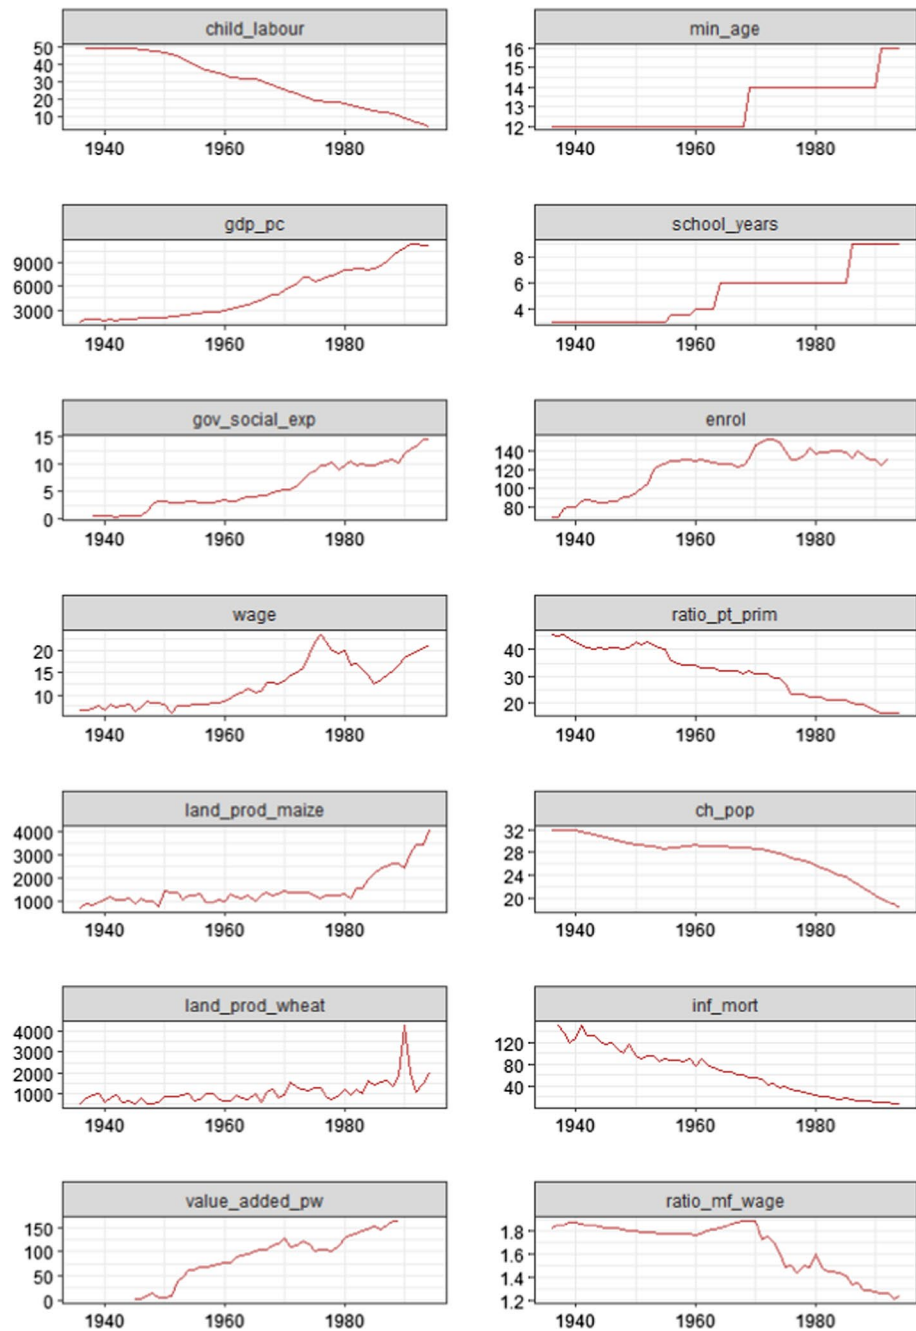 child_labour
50
40
30
20
10
1940 1960 1980
min_age
16
15
14
13
12
1940 1960 1980
gdp_pc
9000
6000
3000
1940 1960 1980
school_years
8
6
4
1940 1960 1980
gov_social_exp
15
10
5
0
1940 1960 1980
enrol
140
120
100
80
1940 1960 1980
wage
20
15
10
1940 1960 1980
ratio_pt_prim
40
30
20
1940 1960 1980
land_prod_maize
4000
3000
2000
1000
1940 1960 1980
ch_pop
32
28
24
20
1940 1960 1980
land_prod_wheat
4000
3000
2000
1000
1940 1960 1980
inf_mort
120
80
40
1940 1960 1980
value_added_pw
150
100
50
0
1940 1960 1980
ratio_mf_wage
1.8
1.6
1.4
1.2
1940 1960 1980